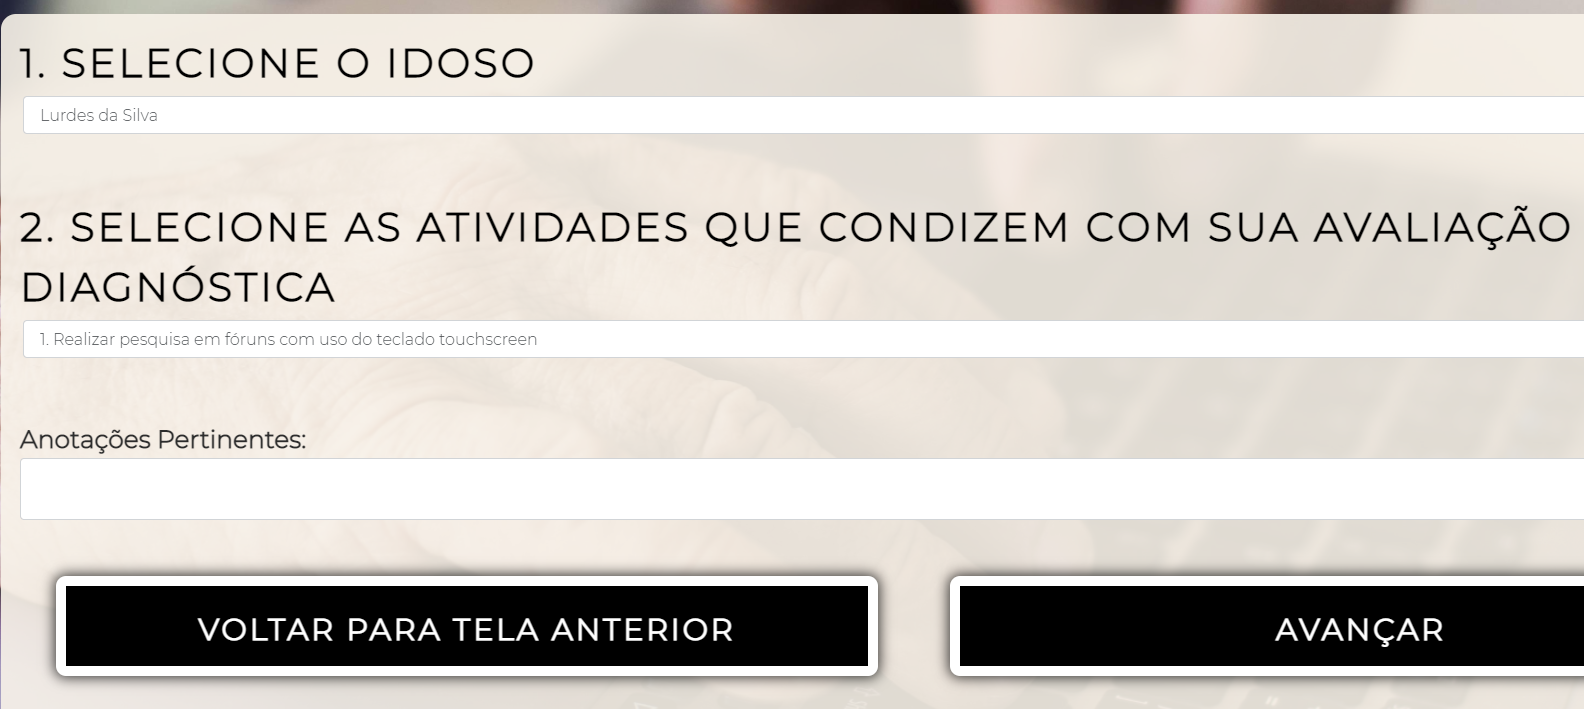 1. SELECIONE O IDOSO
Lurdes da Silva
2. SELECIONE AS ATIVIDADES QUE CONDIZEM COM SUA AVALIAÇÃO
DIAGNÓSTICA
1. Realizar pesquisa em fóruns com uso do teclado touchscreen
Anotações Pertinentes:
VOLTAR PARA TELA ANTERIOR
AVANÇAR